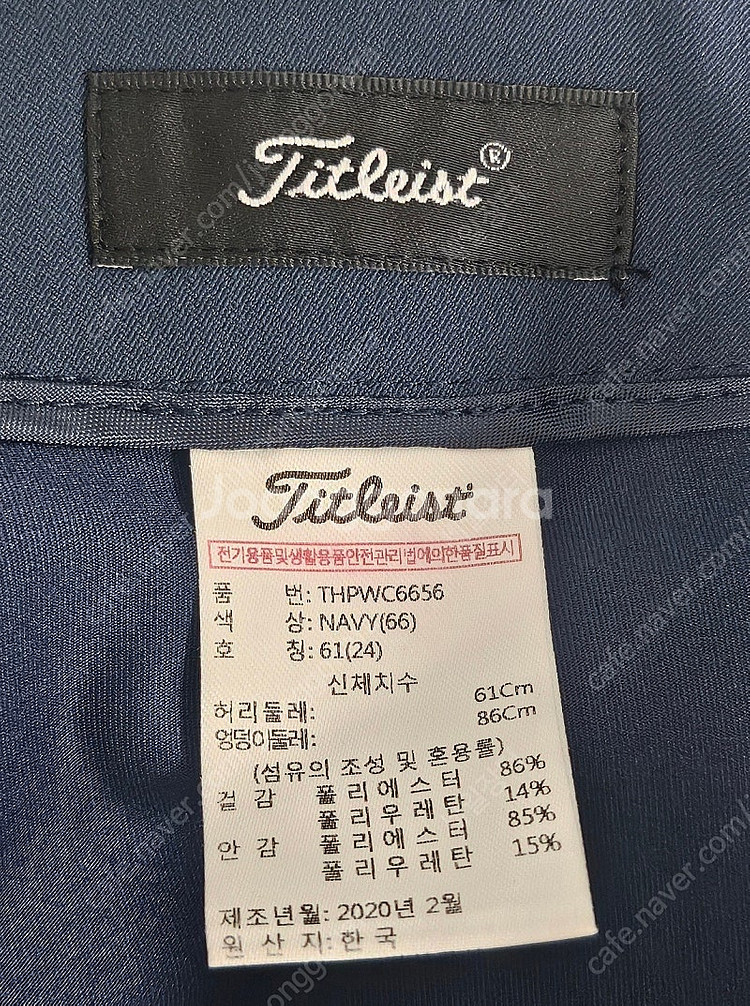 Titleist®
Titleist
전기용품및생활용품안전관리법에의한품질표시
품 번: THPWC6656
색 상: NAVY(66)
호 칭: 61(24)
신체치수
허리둘레: 61Cm
엉덩이둘레: 86Cm
(섬유의 조성 및 혼용률)
겉 감 폴리에스터 86%
폴리우레탄 14%
안 감 폴리에스터 85%
폴리우레탄 15%
제조년월: 2020년 2월
원 산 지: 한 국
cafe.naver.com